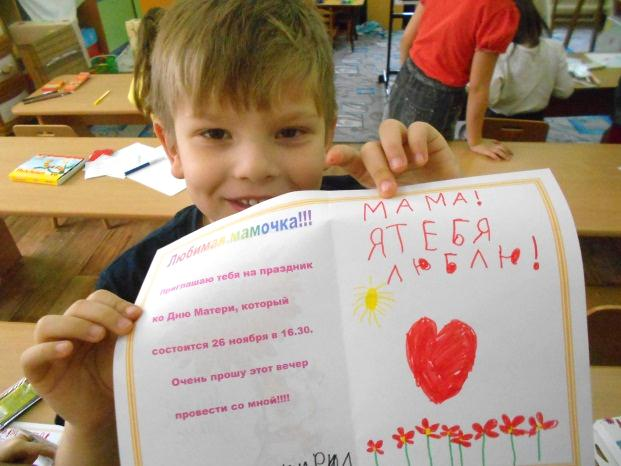 Любимая мамочка!!!
Приглашаю тебя на праздник
ко Дню Матери, который
состоится 26 ноября в 16.30.
Очень прошу этот вечер
провести со мной!!!!
МАМА!
Я ТЕБЯ
ЛЮБЛЮ!